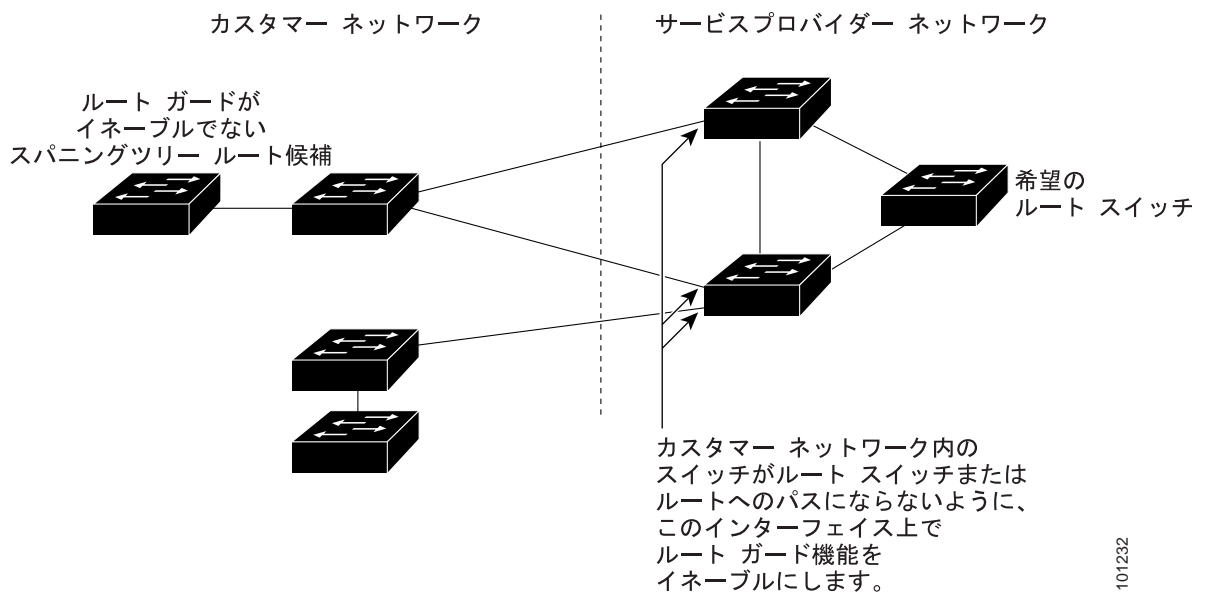 カスタマー ネットワーク
サービスプロバイダー ネットワーク
ルート ガードが
イネーブルでない
スパニングツリー ルート候補
希望の
ルート スイッチ
カスタマー ネットワーク内の
スイッチがルート スイッチまたは
ルートへのパスにならないように、
このインターフェイス上で
ルート ガード機能を
イネーブルにします。
101232